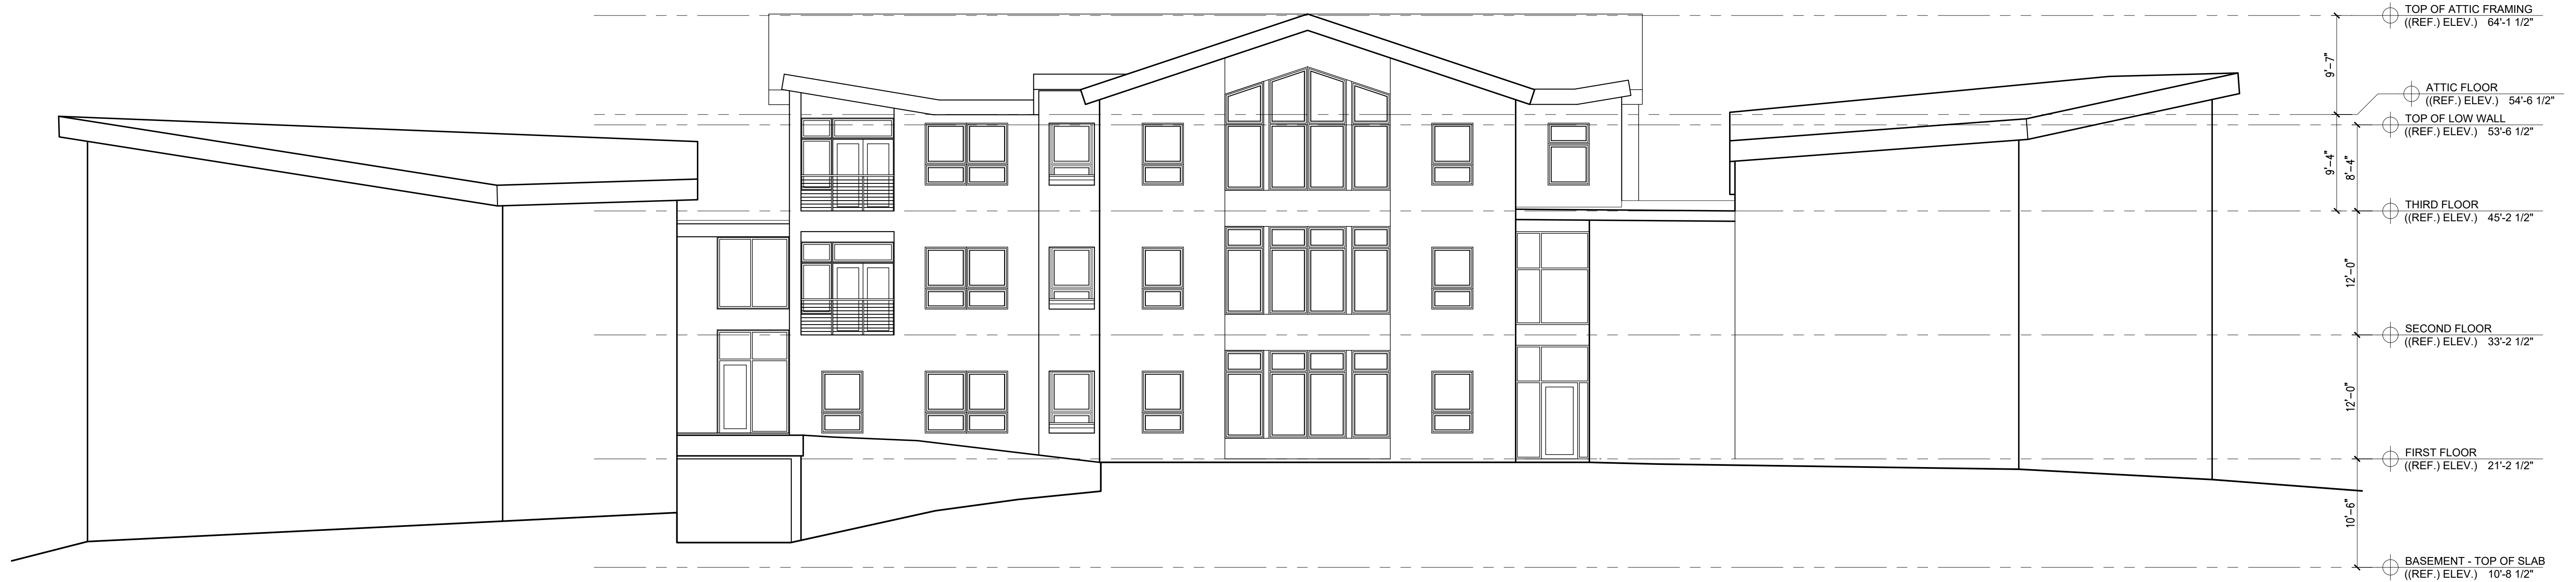 TOP OF ATTIC FRAMING
((REF.) ELEV.) 64'-1 1/2"
9'-7"
ATTIC FLOOR
((REF.) ELEV.) 54'-6 1/2"
TOP OF LOW WALL
((REF.) ELEV.) 53'-6 1/2"
9'-4"
8'-4"
THIRD FLOOR
((REF.) ELEV.) 45'-2 1/2"
12'-0"
SECOND FLOOR
((REF.) ELEV.) 33'-2 1/2"
12'-0"
FIRST FLOOR
((REF.) ELEV.) 21'-2 1/2"
10'-6"
BASEMENT - TOP OF SLAB
((REF.) ELEV.) 10'-8 1/2"